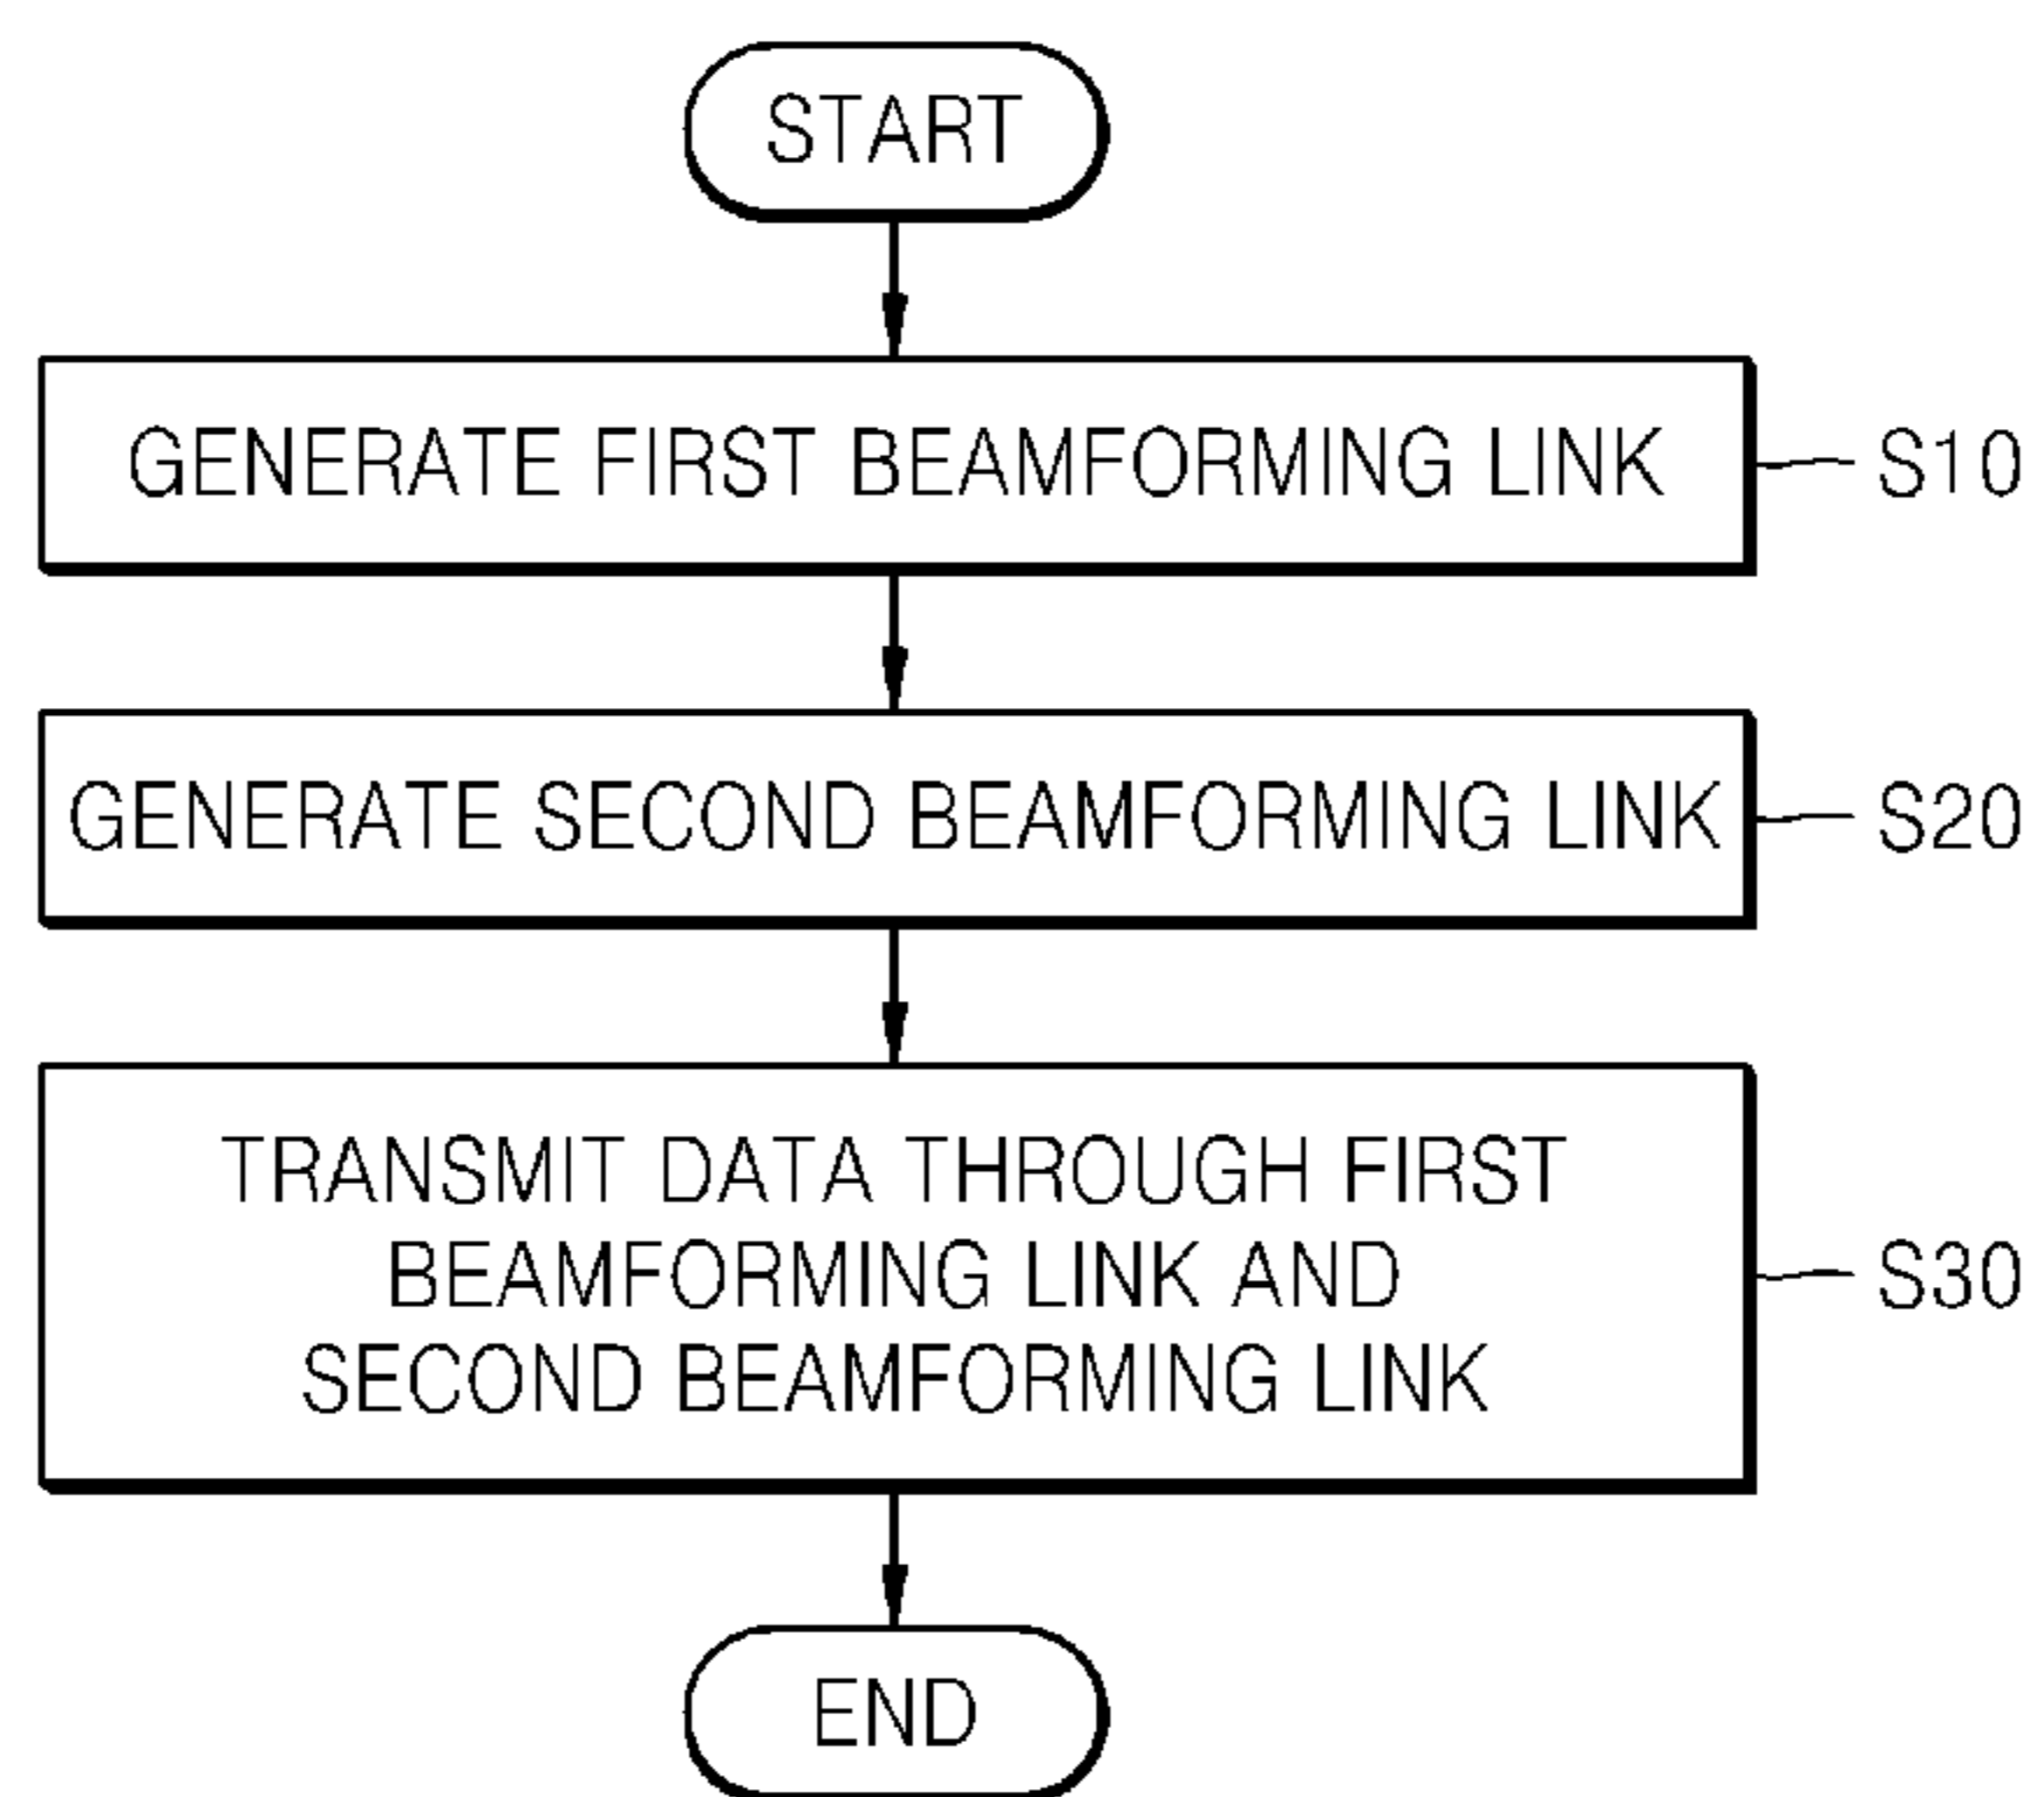 START
GENERATE FIRST BEAMFORMING LINK
S10
GENERATE SECOND BEAMFORMING LINK
S20
TRANSMIT DATA THROUGH FIRST
BEAMFORMING LINK AND
SECOND BEAMFORMING LINK
S30
END